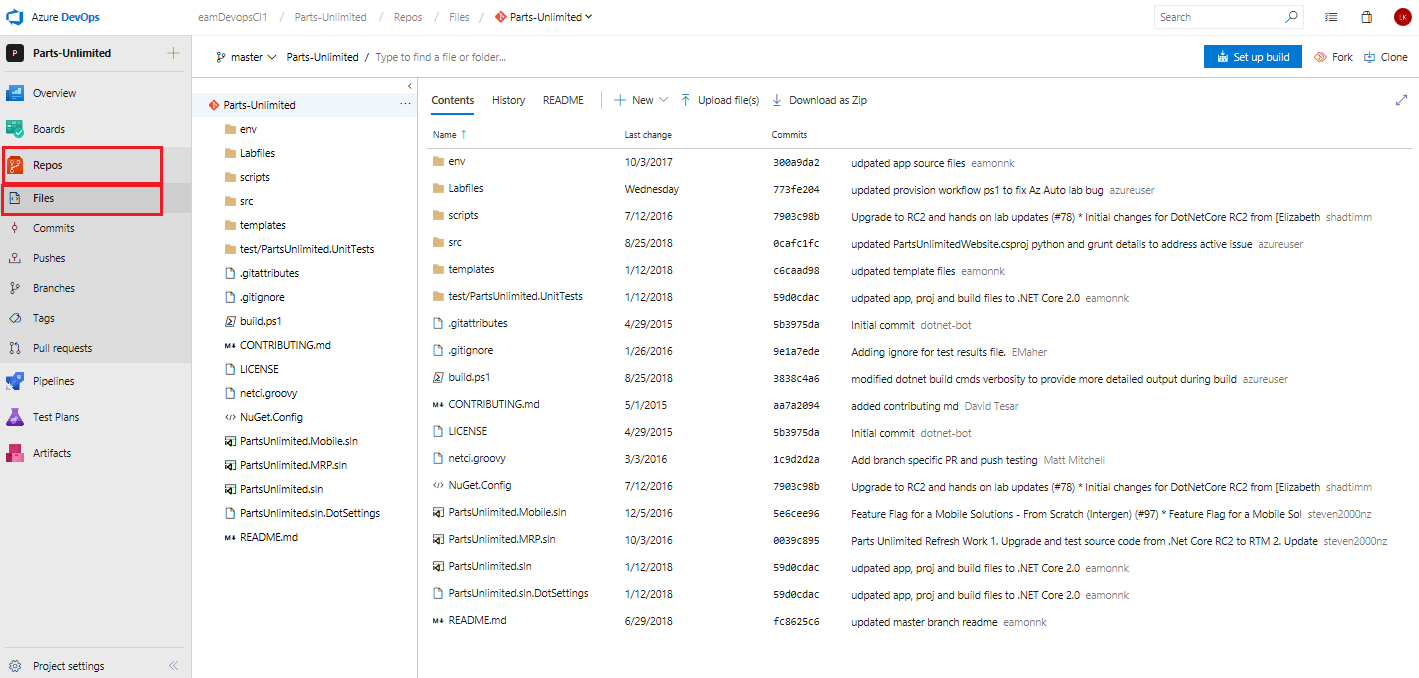 Azure DevOps
eamDevopsCI1 / Parts-Unlimited / Repos / Files / Parts-Unlimited
Search
EK
P Parts-Unlimited
Overview
Boards
Repos
Files
Commits
Pushes
Branches
Tags
Pull requests
Pipelines
Test Plans
Artifacts
Project settings
master Parts-Unlimited / Type to find a file or folder...
Set up build Fork Clone
Parts-Unlimited ...
env
Labfiles
scripts
src
templates
test/PartsUnlimited.UnitTests
.gitattributes
.gitignore
build.ps1
CONTRIBUTING.md
LICENSE
netci.groovy
NuGet.Config
PartsUnlimited.Mobile.sln
PartsUnlimited.MRP.sln
PartsUnlimited.sln
PartsUnlimited.sln.DotSettings
README.md
Contents History README New Upload file(s) Download as Zip
Name ↑ Last change Commits
env 10/3/2017 300a9da2 udpated app source files eamonnk
Labfiles Wednesday 773fe204 updated provision workflow ps1 to fix Az Auto lab bug azureuser
scripts 7/12/2016 7903c98b Upgrade to RC2 and hands on lab updates (#78) * Initial changes for DotNetCore RC2 from [Elizabeth shadtimm
src 8/25/2018 0cafc1fc updated PartsUnlimitedWebsite.csproj python and grunt details to address active issue azureuser
templates 1/12/2018 c6caad98 udpated template files eamonnk
test/PartsUnlimited.UnitTests 1/12/2018 59d0cdac udpated app, proj and build files to .NET Core 2.0 eamonnk
.gitattributes 4/29/2015 5b3975da Initial commit dotnet-bot
.gitignore 1/26/2016 9e1a7ede Adding ignore for test results file. EMaher
build.ps1 8/25/2018 3838c4a6 modified dotnet build cmds verbosity to provide more detailed output during build azureuser
M↓ CONTRIBUTING.md 5/1/2015 aa7a2094 added contributing md David Tesar
LICENSE 4/29/2015 5b3975da Initial commit dotnet-bot
netci.groovy 3/3/2016 1c9d2d2a Add branch specific PR and push testing Matt Mitchell
NuGet.Config 7/12/2016 7903c98b Upgrade to RC2 and hands on lab updates (#78) * Initial changes for DotNetCore RC2 from [Elizabeth shadtimm
PartsUnlimited.Mobile.sln 12/5/2016 5e6cee96 Feature Flag for a Mobile Solutions - From Scratch (Intergen) (#97) * Feature Flag for a Mobile Sol steven2000nz
PartsUnlimited.MRP.sln 10/3/2016 0039c895 Parts Unlimited Refresh Work 1. Upgrade and test source code from .Net Core RC2 to RTM 2. Update steven2000nz
PartsUnlimited.sln 1/12/2018 59d0cdac udpated app, proj and build files to .NET Core 2.0 eamonnk
PartsUnlimited.sln.DotSettings 1/12/2018 59d0cdac udpated app, proj and build files to .NET Core 2.0 eamonnk
M↓ README.md 6/29/2018 fc8625c6 updated master branch readme eamonnk